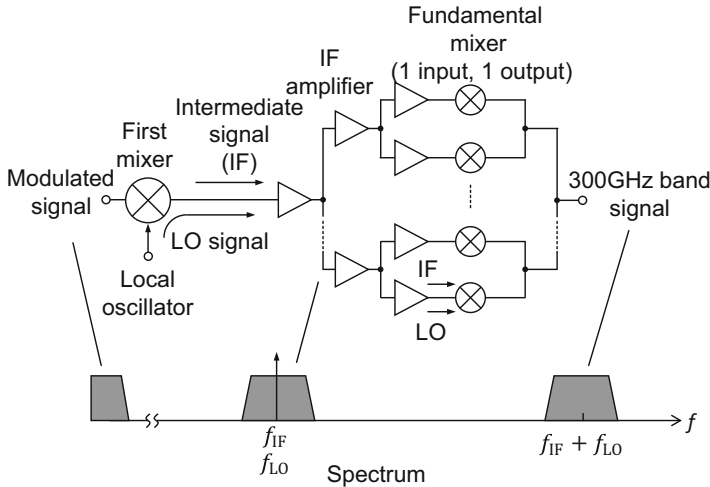 Fundamental
mixer
(1 input, 1 output)
IF
amplifier
Intermediate
signal
(IF)
First
mixer
Modulated
signal
LO signal
Local
oscillator
300GHz band
signal
IF
LO
f_IF
f_LO
f_IF + f_LO
f
Spectrum